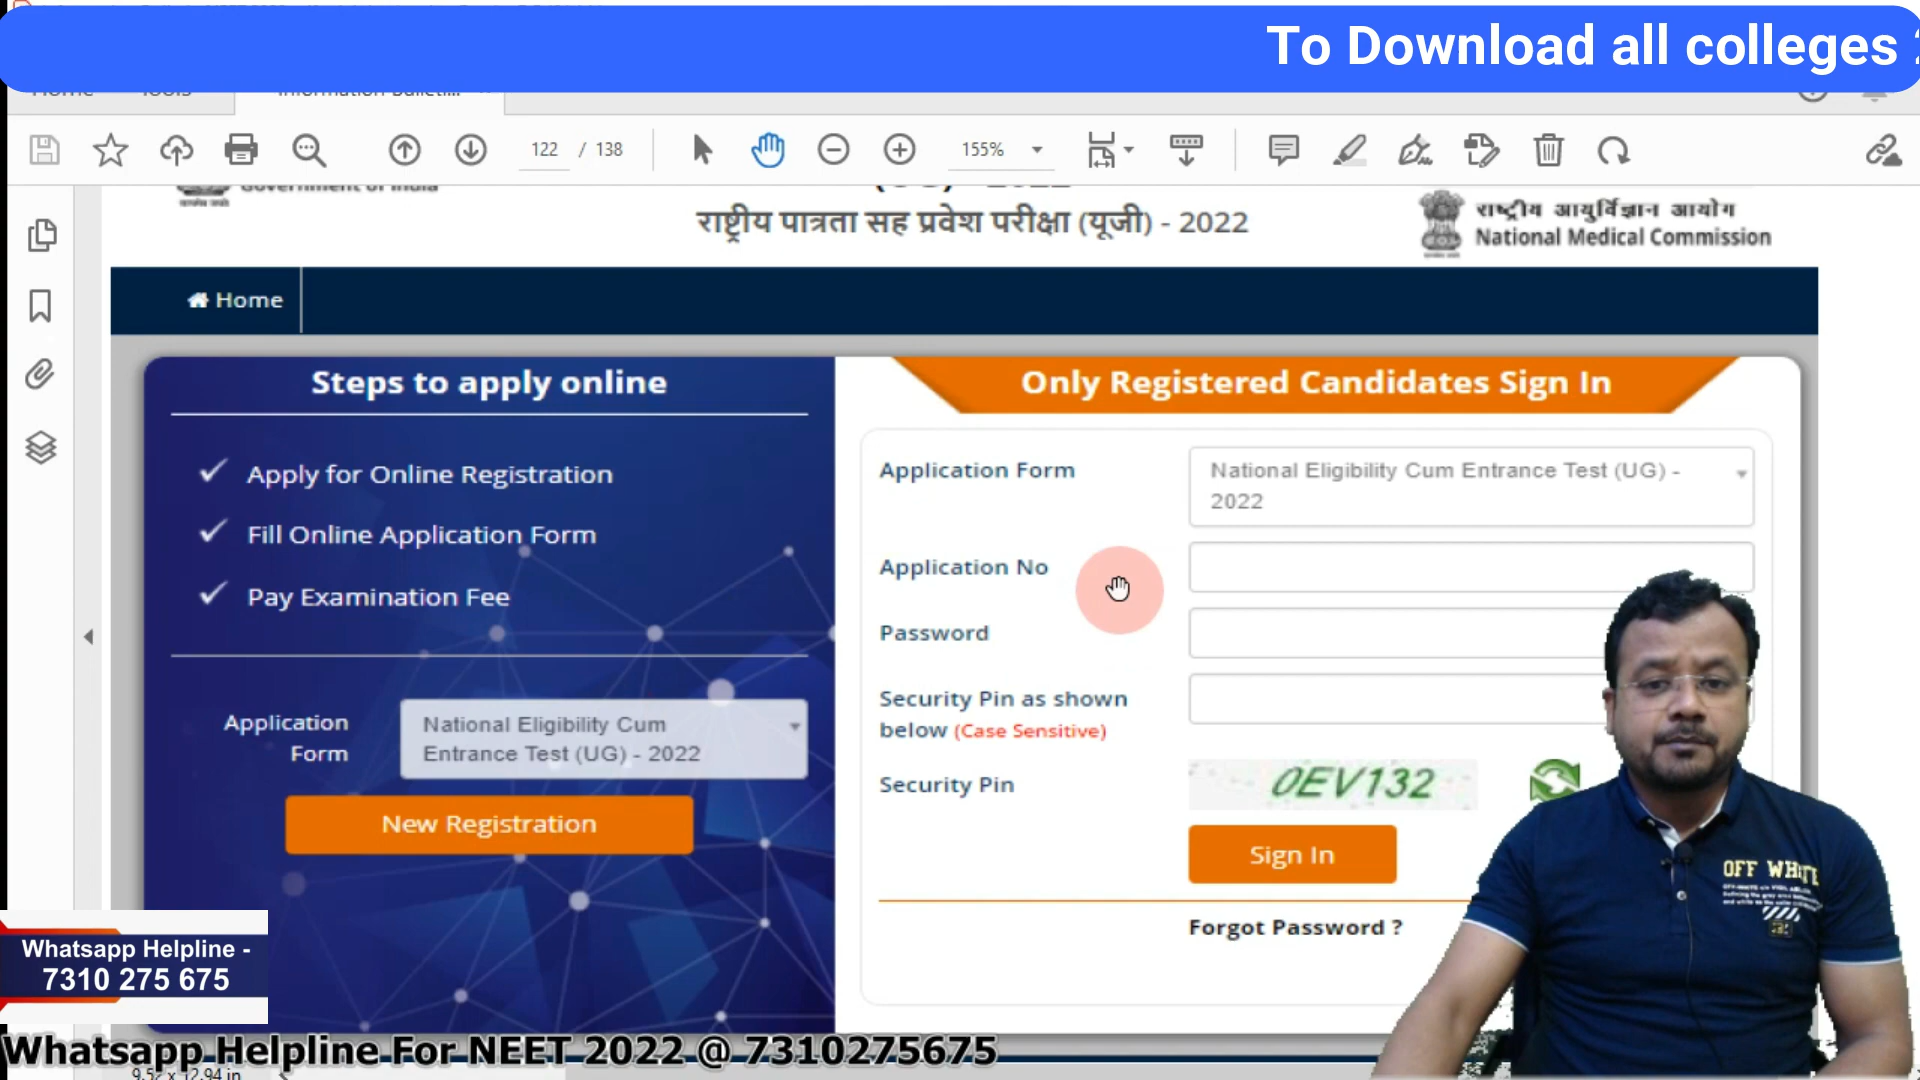 To Download all colleges
122 / 138
155%
राष्ट्रीय पात्रता सह प्रवेश परीक्षा (यूजी) - 2022
राष्ट्रीय आयुर्विज्ञान आयोग
National Medical Commission
Home
Steps to apply online
Apply for Online Registration
Fill Online Application Form
Pay Examination Fee
Application
Form
National Eligibility Cum
Entrance Test (UG) - 2022
New Registration
Only Registered Candidates Sign In
Application Form
National Eligibility Cum Entrance Test (UG) -
2022
Application No
Password
Security Pin as shown
below (Case Sensitive)
Security Pin
0EV132
Sign In
Forgot Password ?
OFF WHITE
Whatsapp Helpline -
7310 275 675
Whatsapp Helpline For NEET 2022 @ 7310275675